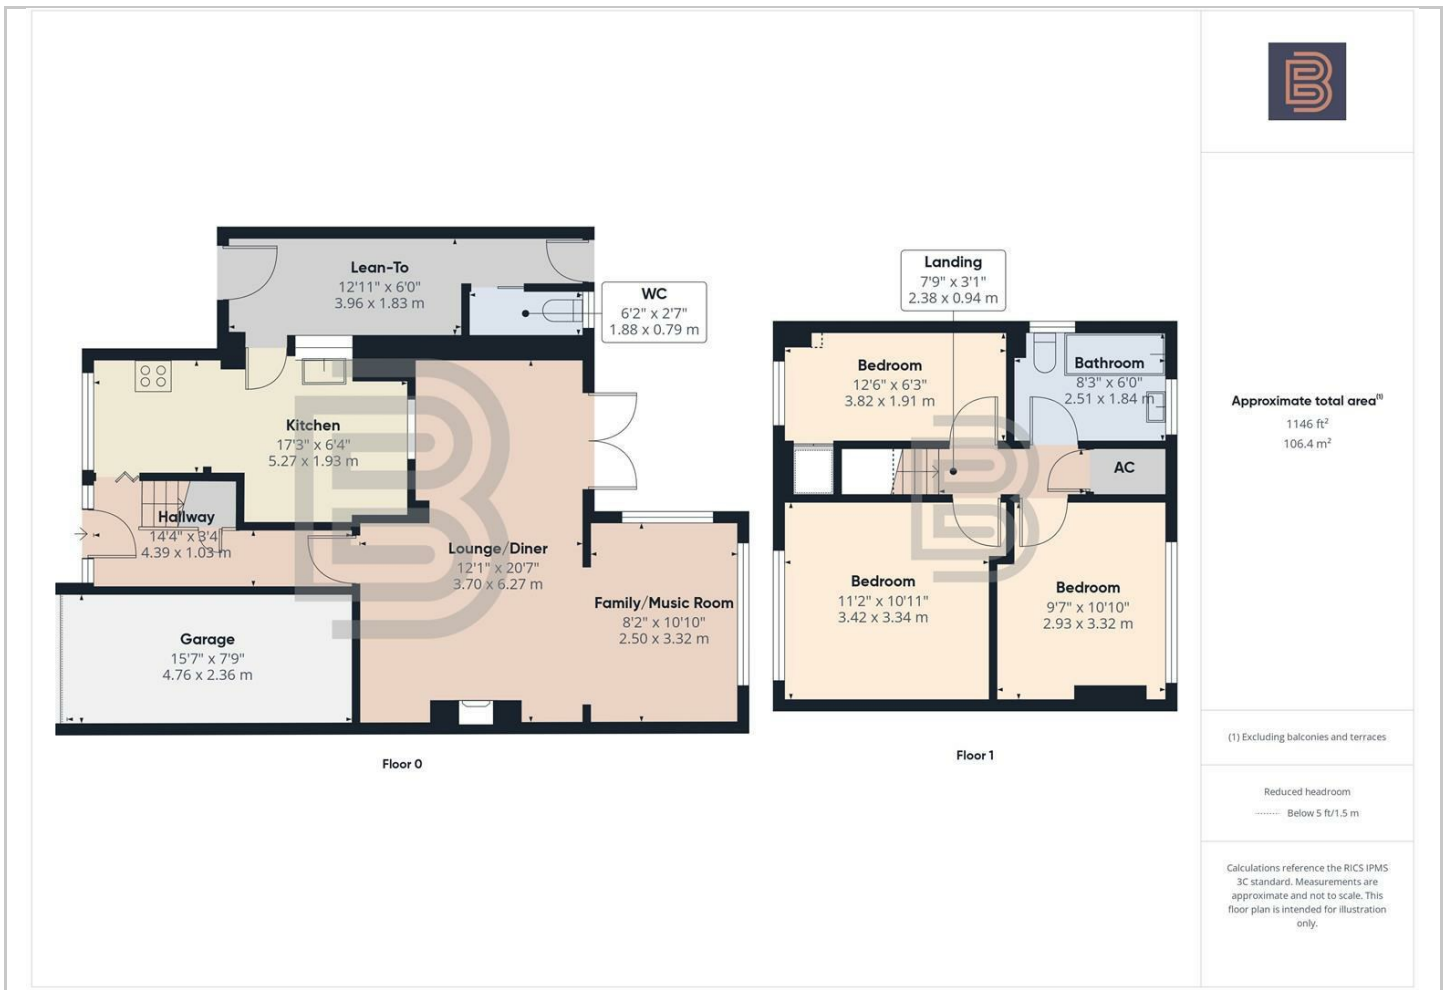 Lean-To
12'11" x 6'0"
3.96 x 1.83 m
WC
6'2" x 2'7"
1.88 x 0.79 m
Kitchen
17'3" x 6'4"
5.27 x 1.93 m
Hallway
14'4" x 3'4"
4.39 x 1.03 m
Lounge/Diner
12'1" x 20'7"
3.70 x 6.27 m
Family/Music Room
8'2" x 10'10"
2.50 x 3.32 m
Garage
15'7" x 7'9"
4.76 x 2.36 m
Floor 0
Landing
7'9" x 3'1"
2.38 x 0.94 m
Bedroom
12'6" x 6'3"
3.82 x 1.91 m
Bathroom
8'3" x 6'0"
2.51 x 1.84 m
AC
Bedroom
11'2" x 10'11"
3.42 x 3.34 m
Bedroom
9'7" x 10'10"
2.93 x 3.32 m
Floor 1
B
Approximate total area(1)
1146 ft²
106.4 m²
(1) Excluding balconies and terraces
Reduced headroom
Below 5 ft/1.5 m
Calculations reference the RICS IPMS
3C standard. Measurements are
approximate and not to scale. This
floor plan is intended for illustration
only.